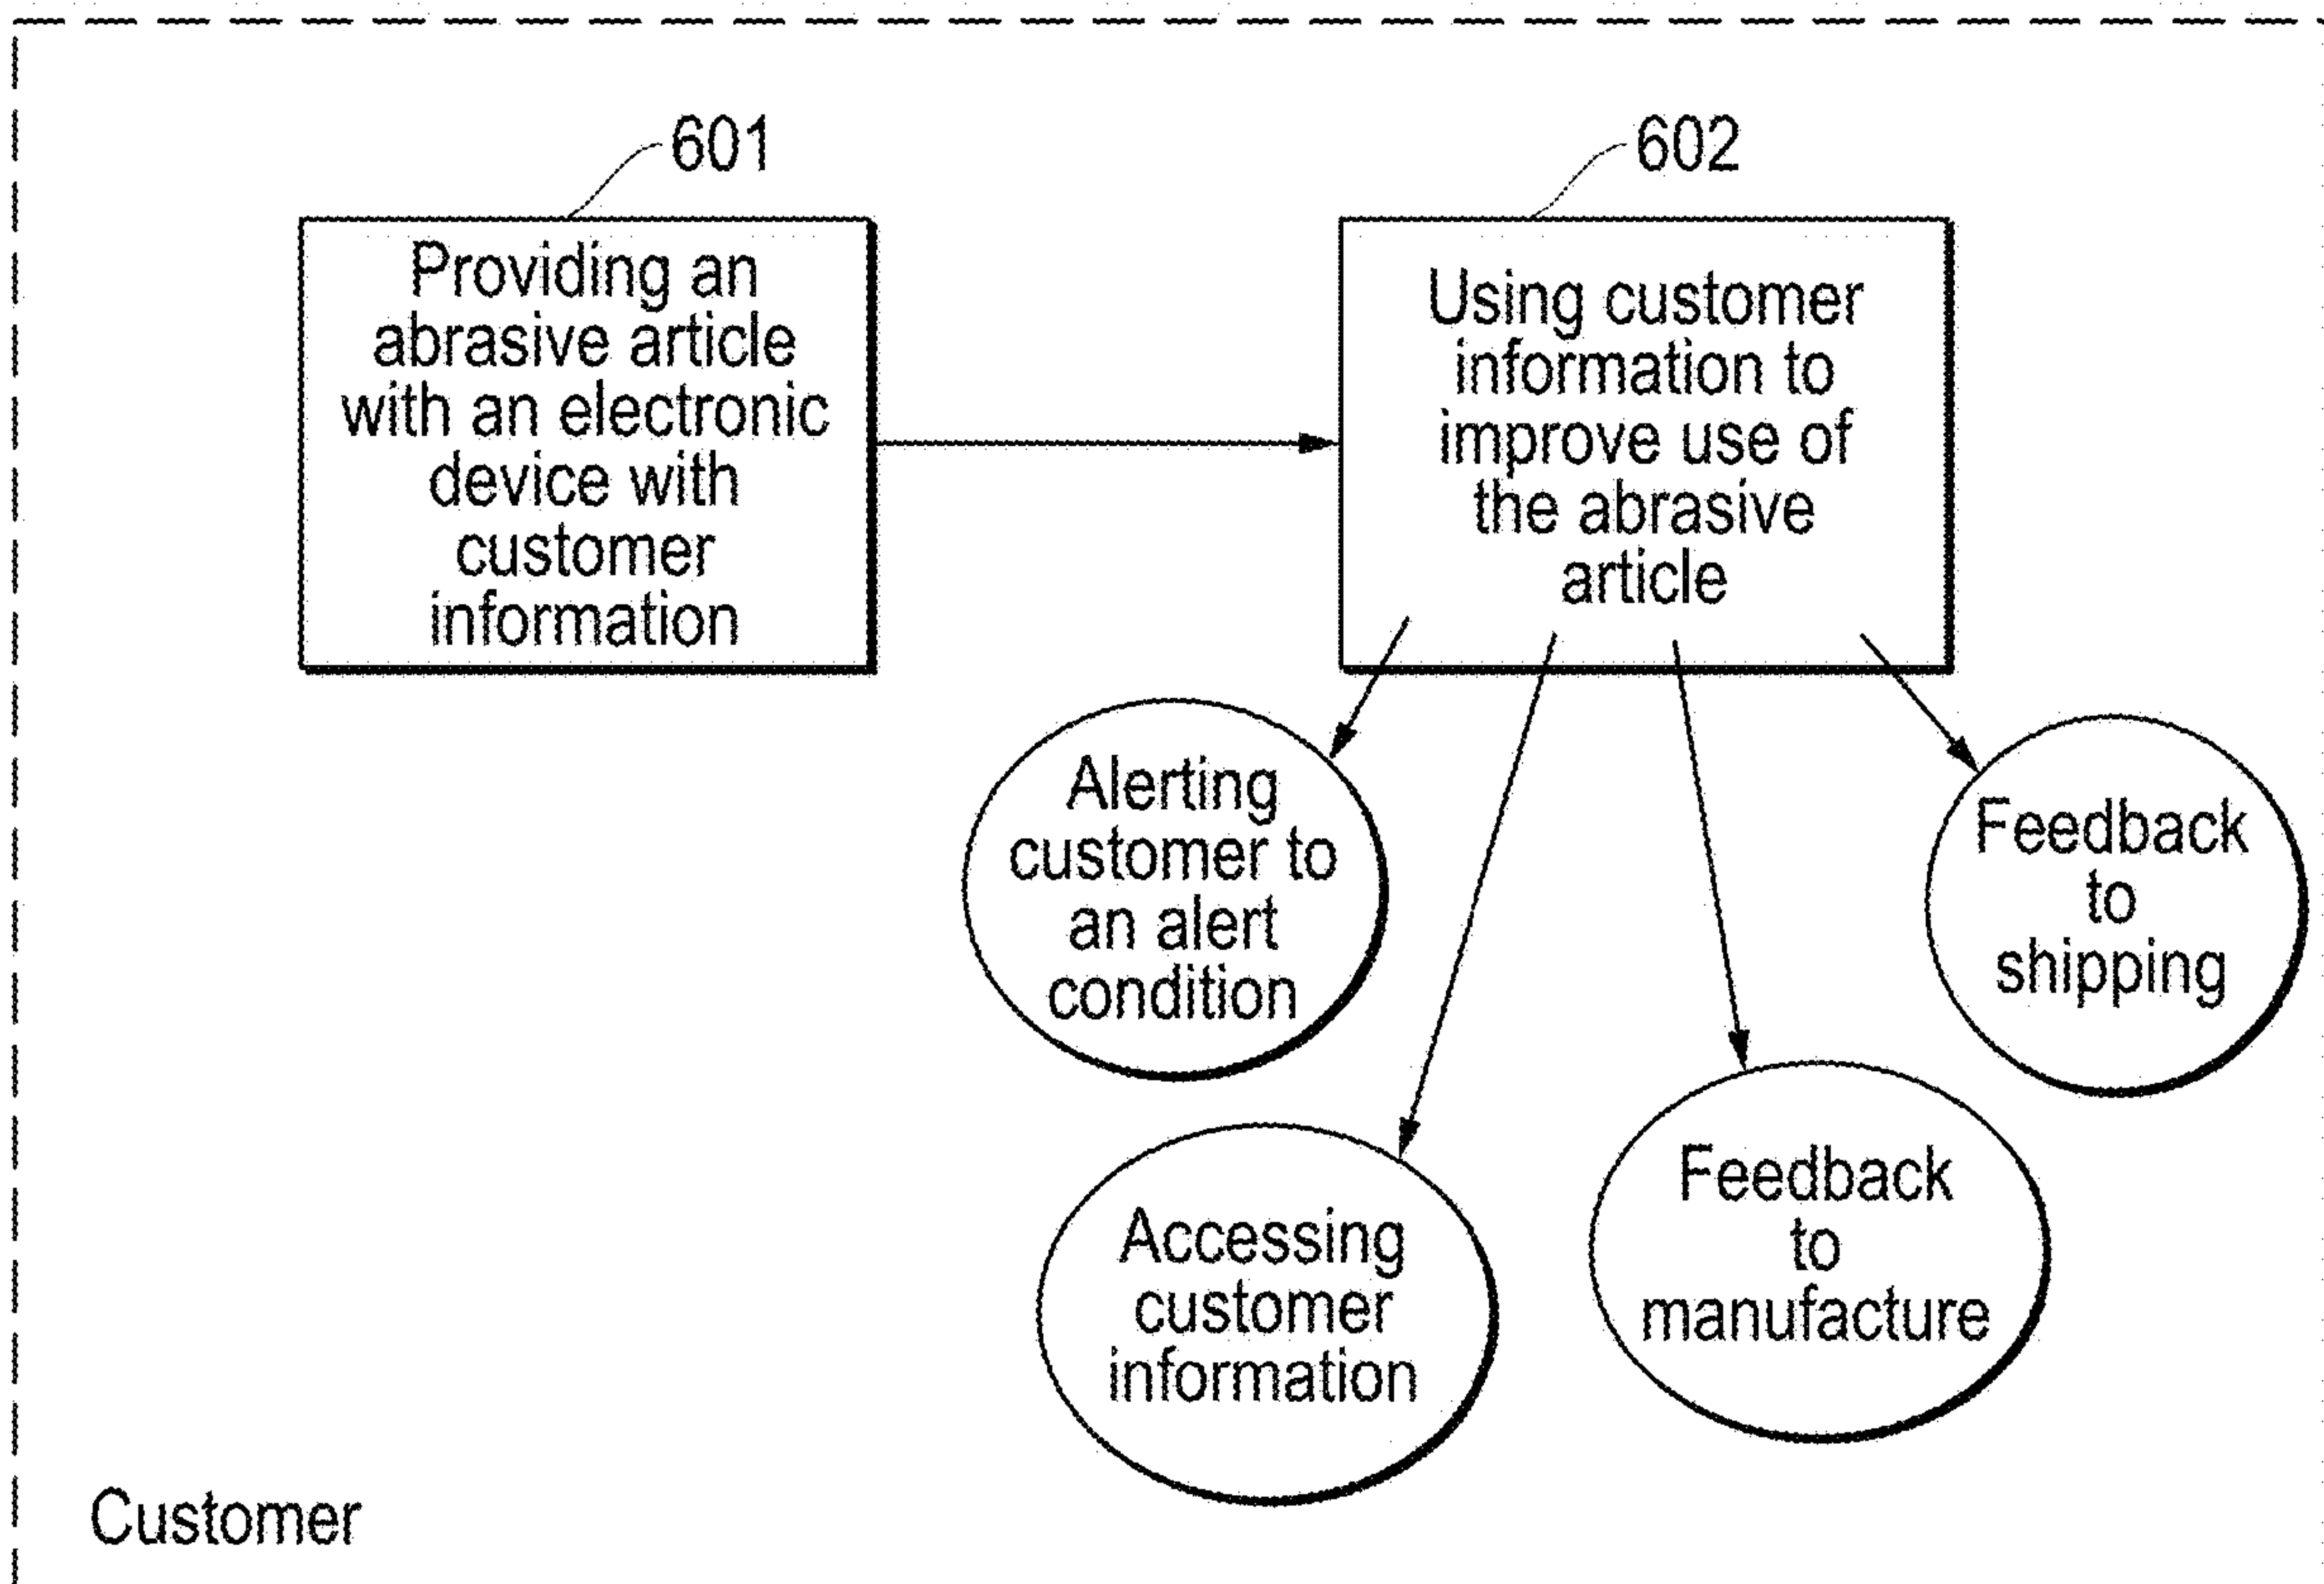 601
Providing an
abrasive article
with an electronic
device with
customer
information
602
Using customer
information to
improve use of
the abrasive
article
Alerting
customer to
an alert
condition
Accessing
customer
information
Feedback
to
manufacture
Feedback
to
shipping
Customer